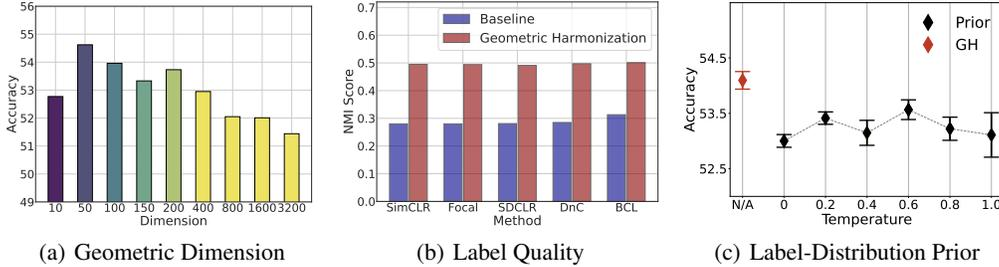 56
55
54
53
52
51
50
49
Accuracy
10 50 100 150 200 400 800 1600 3200
Dimension
(a) Geometric Dimension
0.7
0.6
0.5
0.4
0.3
0.2
0.1
0.0
NMI Score
Baseline
Geometric Harmonization
SimCLR Focal SDCLR DnC BCL
Method
(b) Label Quality
54.5
53.5
52.5
Accuracy
Prior
GH
N/A 0 0.2 0.4 0.6 0.8 1.0
Temperature
(c) Label-Distribution Prior